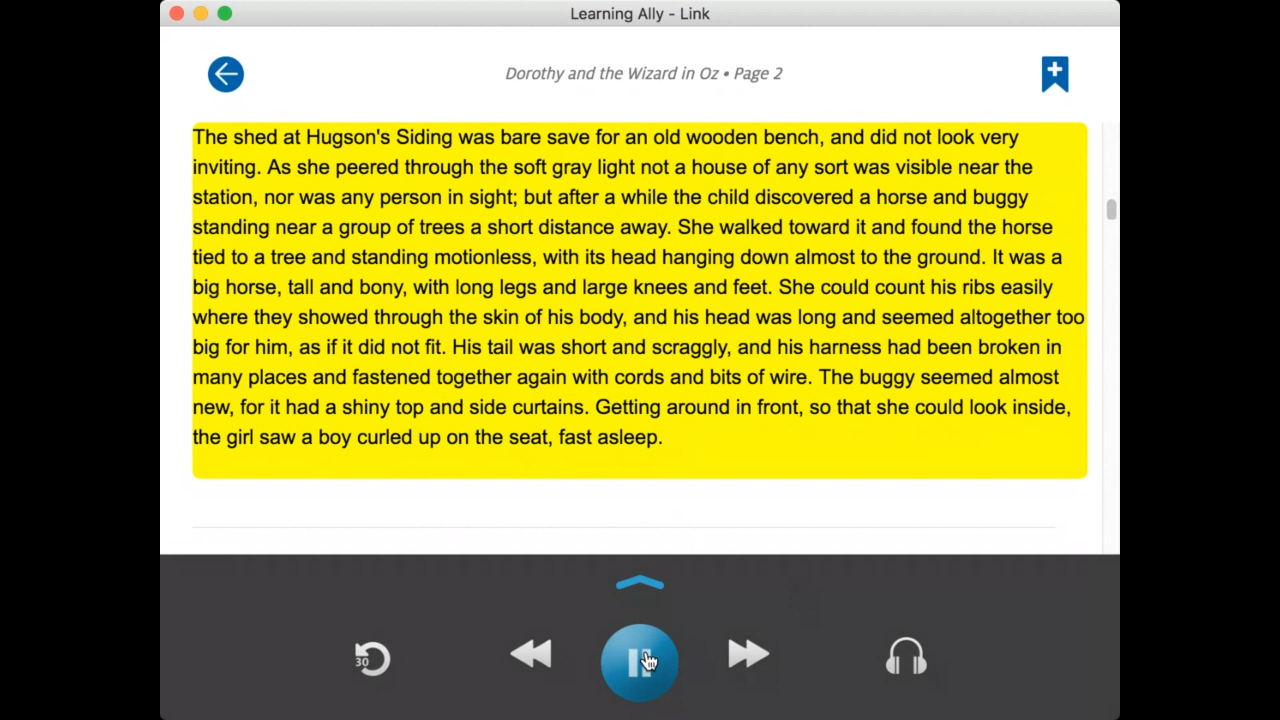 Learning Ally - Link
Dorothy and the Wizard in Oz • Page 2
The shed at Hugson's Siding was bare save for an old wooden bench, and did not look very
inviting. As she peered through the soft gray light not a house of any sort was visible near the
station, nor was any person in sight; but after a while the child discovered a horse and buggy
standing near a group of trees a short distance away. She walked toward it and found the horse
tied to a tree and standing motionless, with its head hanging down almost to the ground. It was a
big horse, tall and bony, with long legs and large knees and feet. She could count his ribs easily
where they showed through the skin of his body, and his head was long and seemed altogether too
big for him, as if it did not fit. His tail was short and scraggly, and his harness had been broken in
many places and fastened together again with cords and bits of wire. The buggy seemed almost
new, for it had a shiny top and side curtains. Getting around in front, so that she could look inside,
the girl saw a boy curled up on the seat, fast asleep.
30